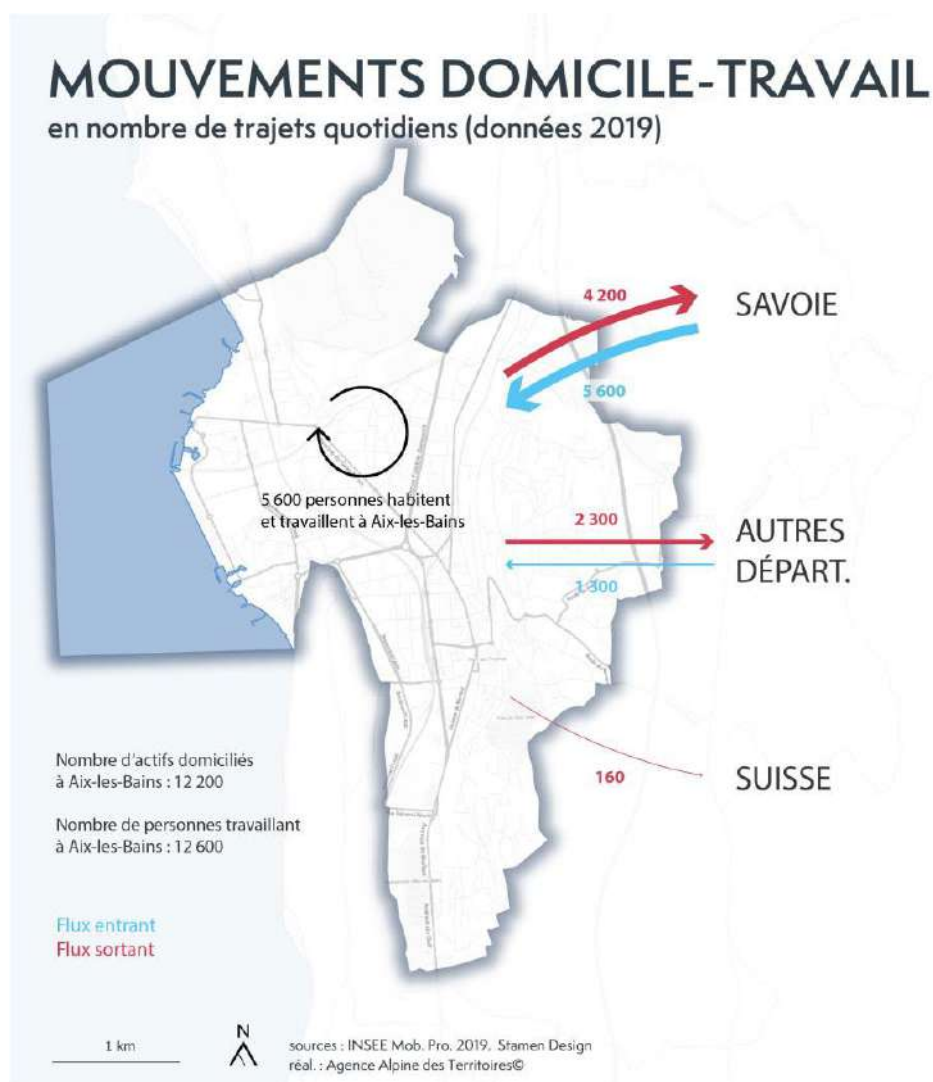 MOUVEMENTS DOMICILE-TRAVAIL
en nombre de trajets quotidiens (données 2019)
4 200
SAVOIE
5 600
5 600 personnes habitent
et travaillent à Aix-les-Bains
2 300
AUTRES
DÉPART.
1 300
160
SUISSE
Nombre d'actifs domiciliés
à Aix-les-Bains : 12 200
Nombre de personnes travaillant
à Aix-les-Bains : 12 600
Flux entrant
Flux sortant
1 km
N
sources : INSEE Mob. Pro. 2019, Stamen Design
réal. : Agence Alpine des Territoires©